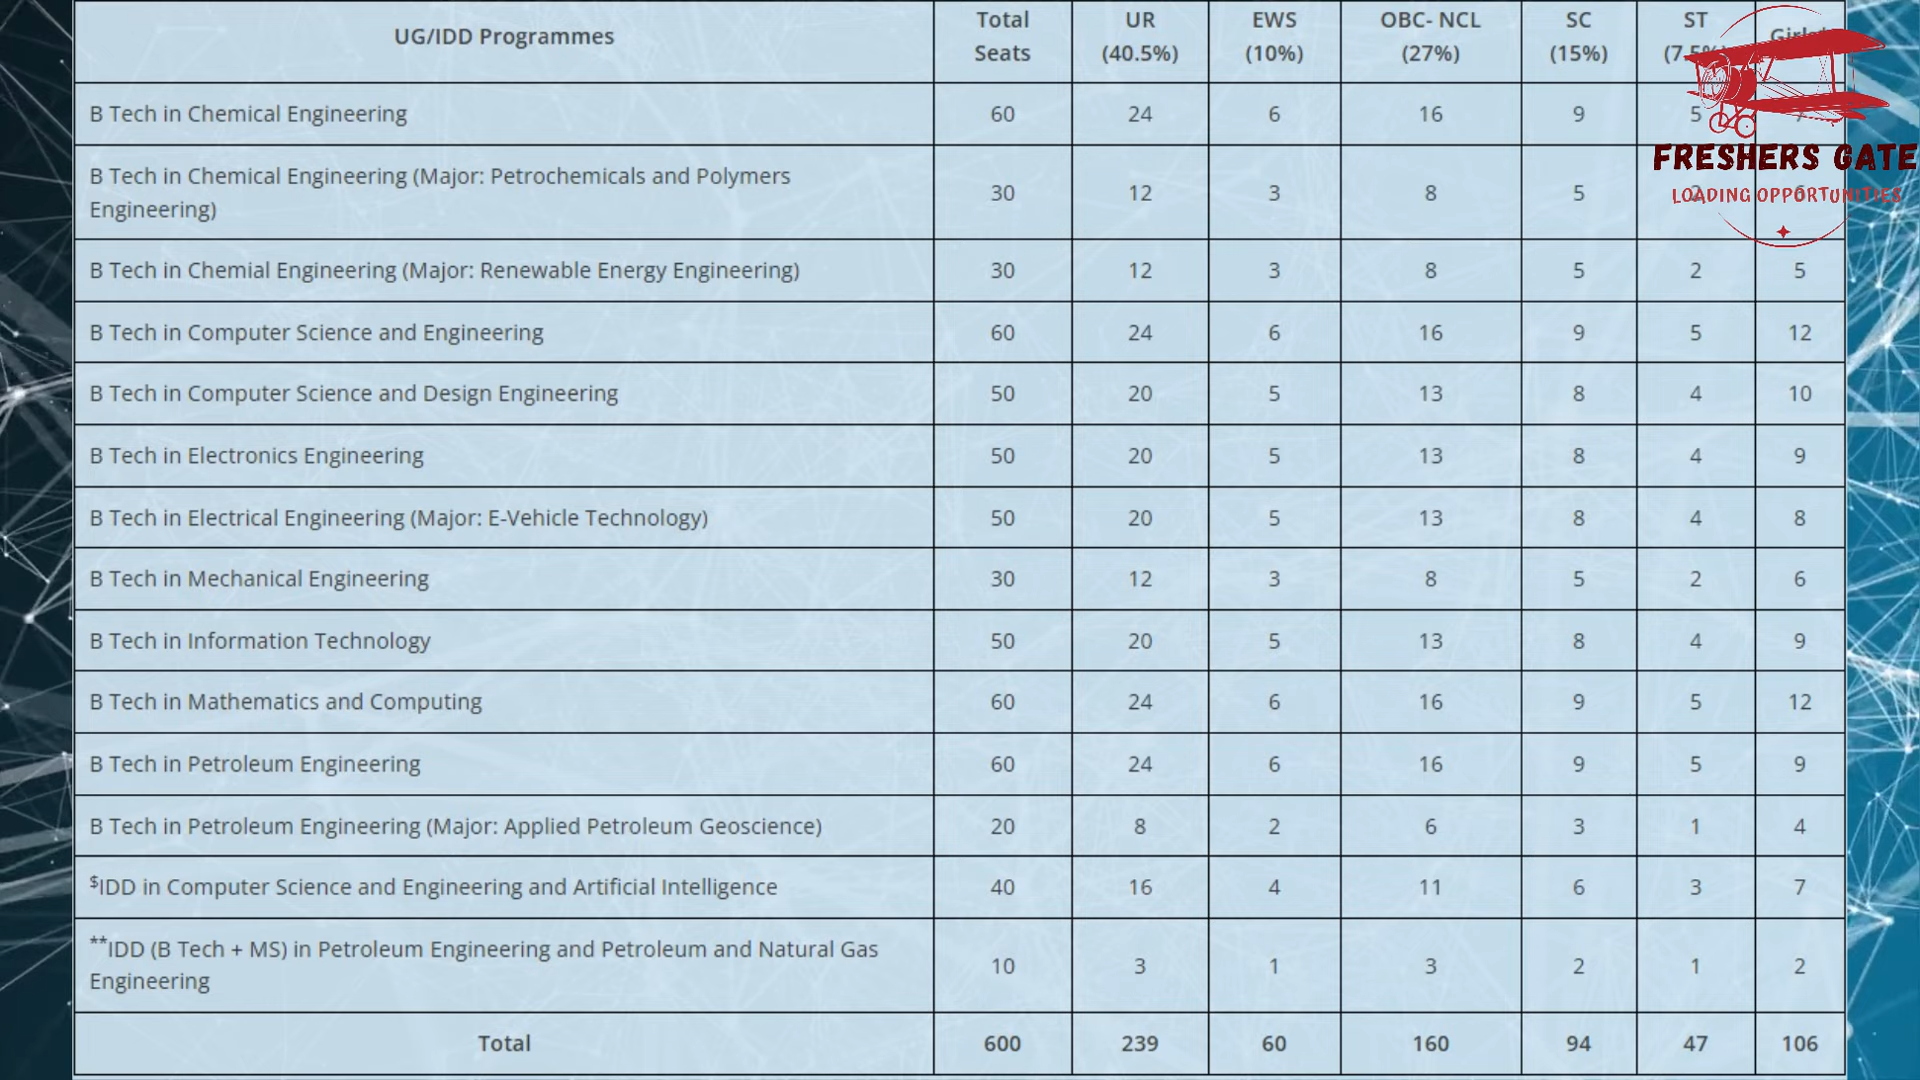 UG/IDD Programmes Total Seats UR (40.5%) EWS (10%) OBC- NCL (27%) SC (15%) ST
B Tech in Chemical Engineering 60 24 6 16 9 5
FRESHERS GATE
LOADING OPPORTUNITIES
B Tech in Chemical Engineering (Major: Petrochemicals and Polymers
Engineering) 30 12 3 8 5
B Tech in Chemial Engineering (Major: Renewable Energy Engineering) 30 12 3 8 5 2 5
B Tech in Computer Science and Engineering 60 24 6 16 9 5 12
B Tech in Computer Science and Design Engineering 50 20 5 13 8 4 10
B Tech in Electronics Engineering 50 20 5 13 8 4 9
B Tech in Electrical Engineering (Major: E-Vehicle Technology) 50 20 5 13 8 4 8
B Tech in Mechanical Engineering 30 12 3 8 5 2 6
B Tech in Information Technology 50 20 5 13 8 4 9
B Tech in Mathematics and Computing 60 24 6 16 9 5 12
B Tech in Petroleum Engineering 60 24 6 16 9 5 9
B Tech in Petroleum Engineering (Major: Applied Petroleum Geoscience) 20 8 2 6 3 1 4
$IDD in Computer Science and Engineering and Artificial Intelligence 40 16 4 11 6 3 7
**IDD (B Tech + MS) in Petroleum Engineering and Petroleum and Natural Gas
Engineering 10 3 1 3 2 1 2
Total 600 239 60 160 94 47 106